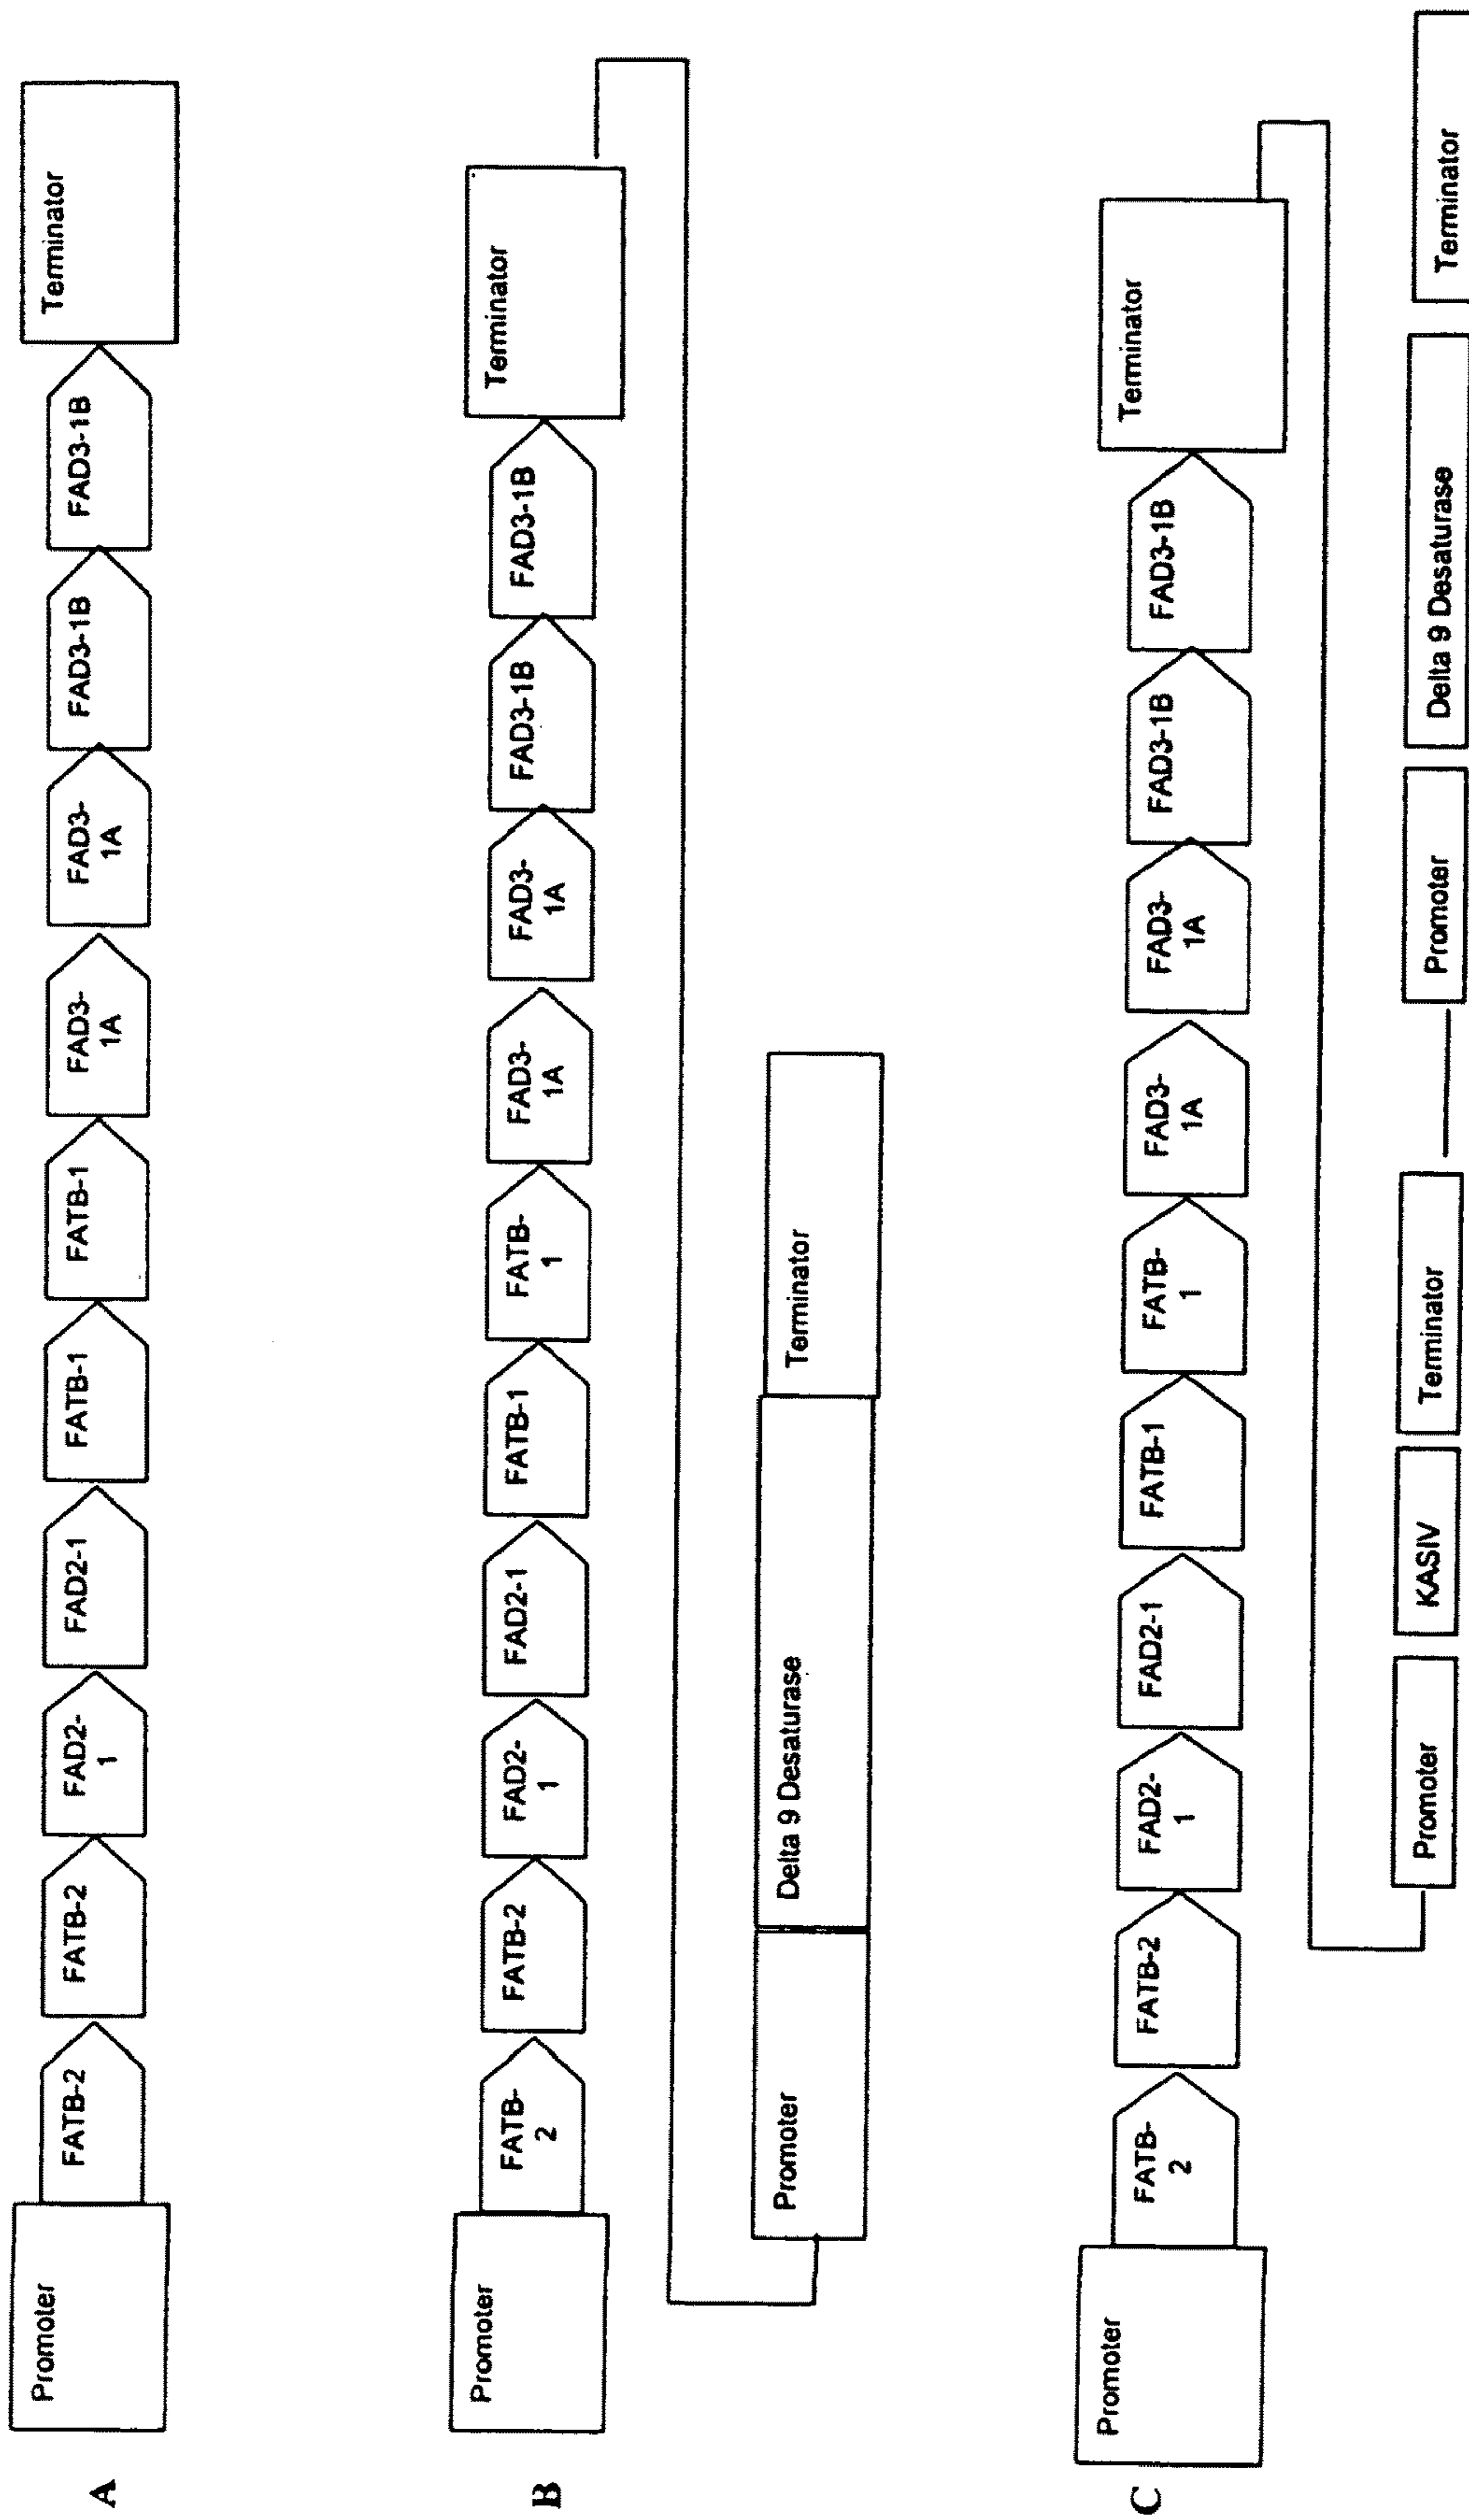 A
Promoter
FATB-2
FATB-2
FAD2-
1
FAD2-1
FATB-1
FATB-1
FAD3-
1A
FAD3-
1A
FAD3-1B
FAD3-1B
Terminator
B
Promoter
FATB-
2
FATB-2
FAD2-
1
FAD2-1
FATB-1
FATB-
1
FAD3-
1A
FAD3-
1A
FAD3-1B
FAD3-1B
Terminator
Promoter
Delta 9 Desaturase
Terminator
C
Promoter
FATB-
2
FATB-2
FAD2-
1
FAD2-1
FATB-1
FATB-
1
FAD3-
1A
FAD3-
1A
FAD3-1B
FAD3-1B
Terminator
Promoter
KASIV
Terminator
Promoter
Delta 9 Desaturase
Terminator